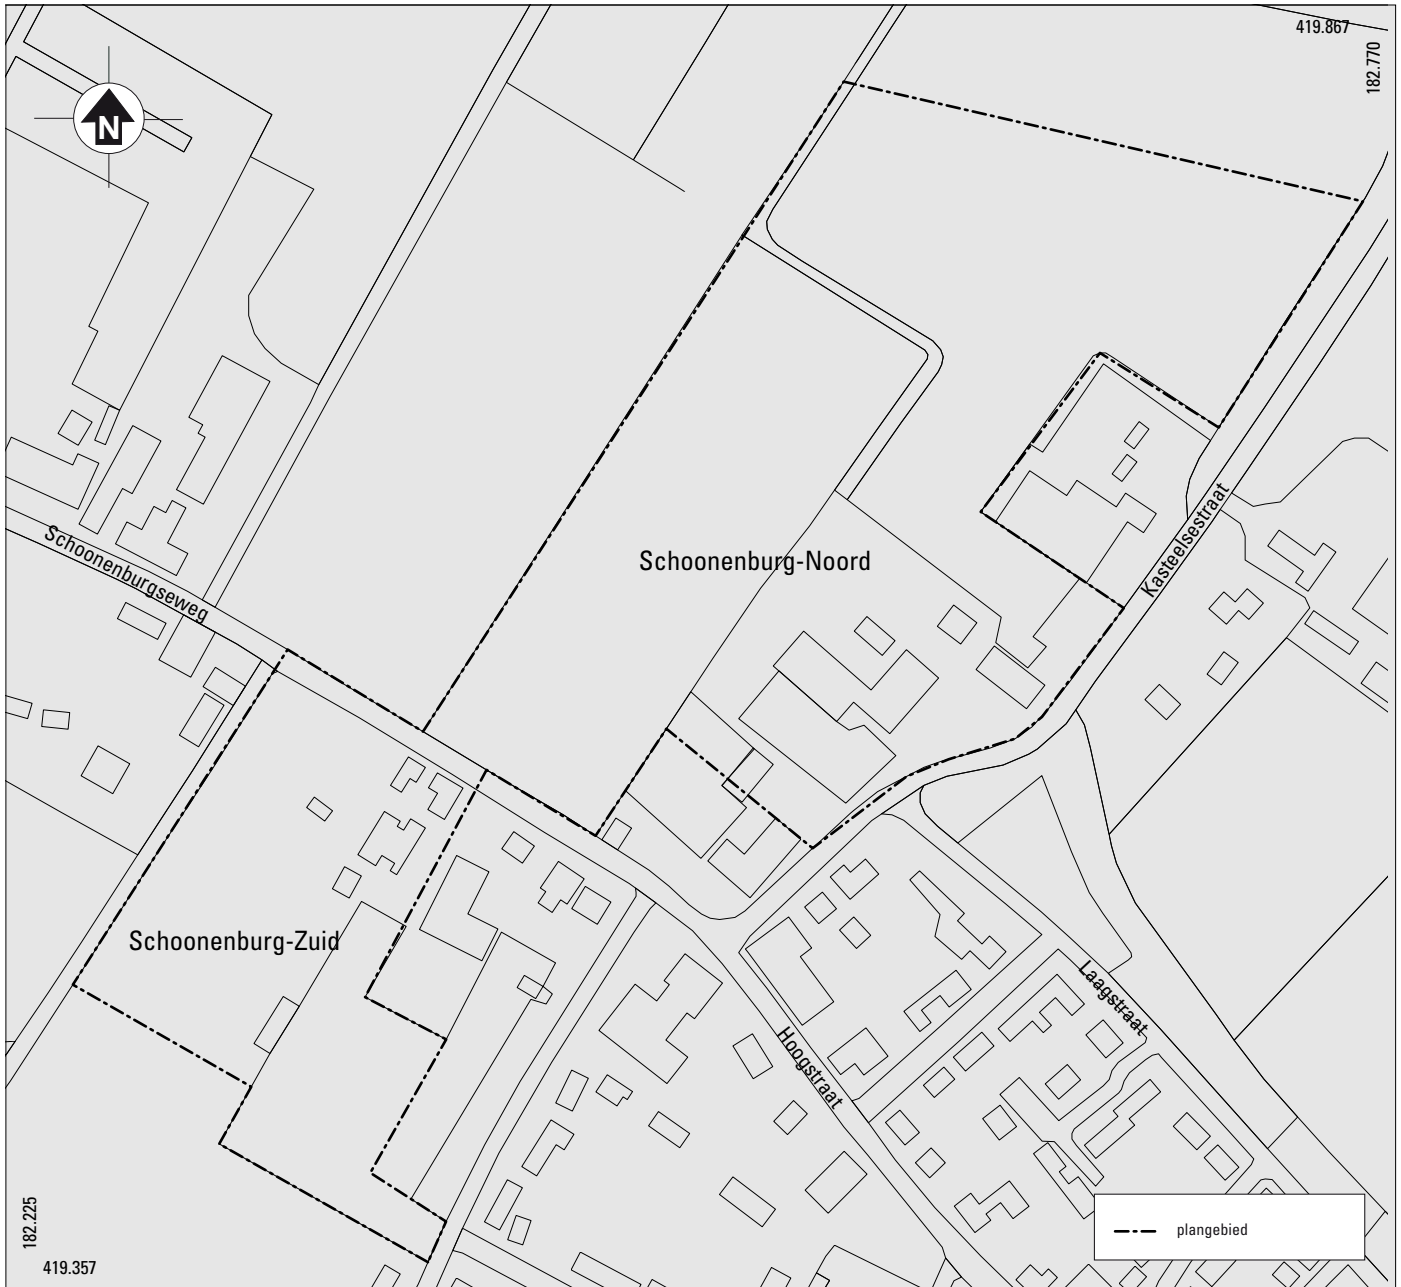 419.867
182.770
N
Schoonenburgseweg
Schoonenburg-Noord
Kasteelsestraat
Schoonenburg-Zuid
Laagstraat
Hoogstraat
182.225
419.357
plangebied